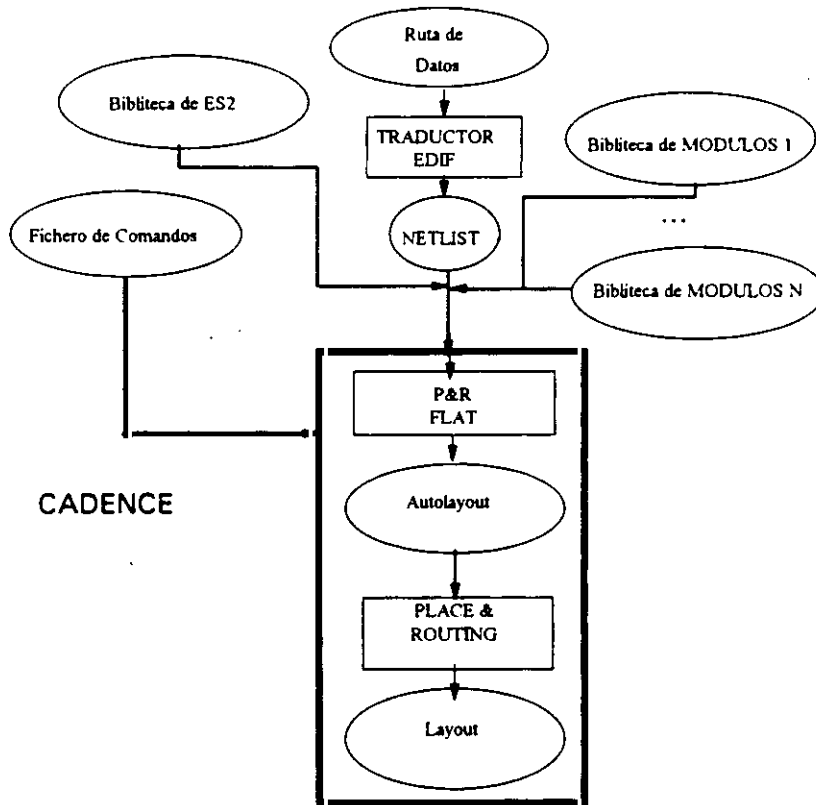 Ruta de
Datos
Bibliteca de ES2
TRADUCTOR
EDIF
Bibliteca de MODULOS 1
...
Fichero de Comandos
NETLIST
Bibliteca de MODULOS N
P&R
FLAT
CADENCE
Autolayout
PLACE &
ROUTING
Layout